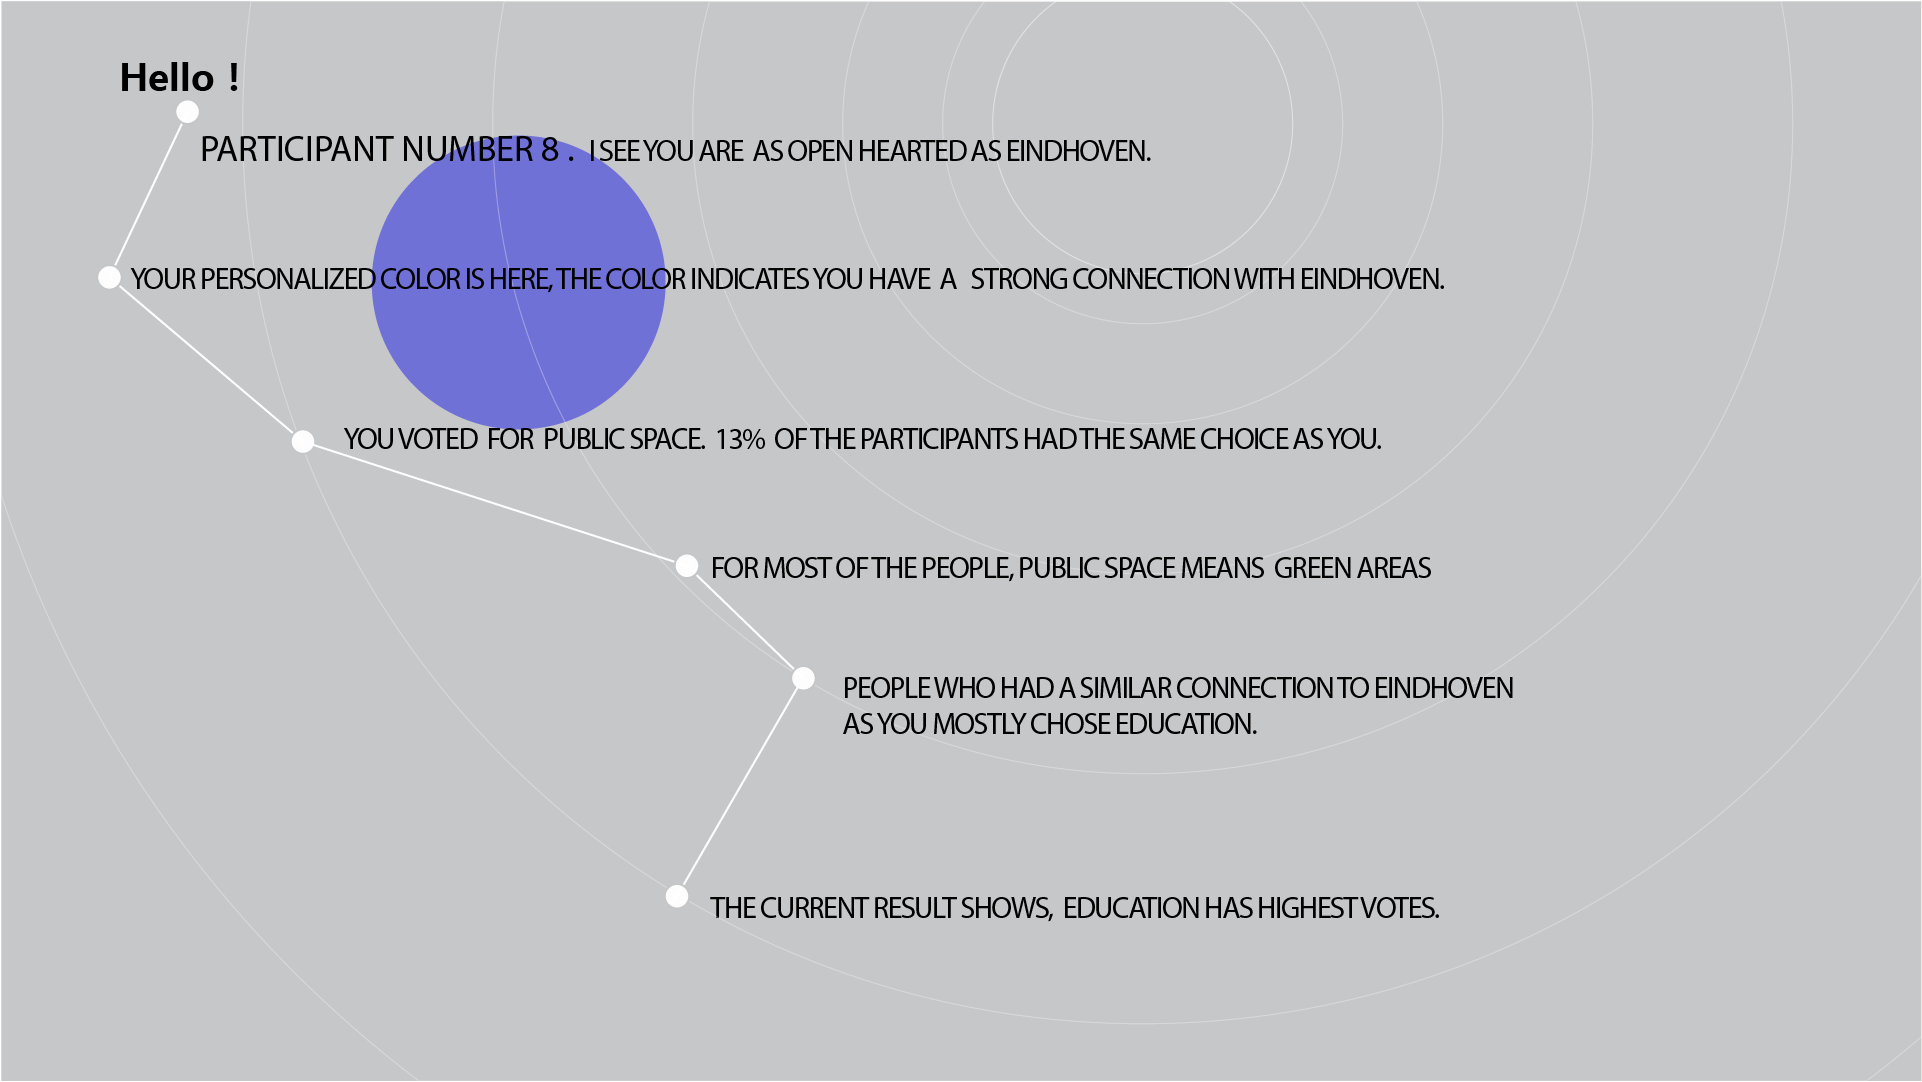 Hello !
PARTICIPANT NUMBER 8 . I SEE YOU ARE AS OPEN HEARTED AS EINDHOVEN.
YOUR PERSONALIZED COLOR IS HERE, THE COLOR INDICATES YOU HAVE A STRONG CONNECTION WITH EINDHOVEN.
YOU VOTED FOR PUBLIC SPACE. 13% OF THE PARTICIPANTS HAD THE SAME CHOICE AS YOU.
FOR MOST OF THE PEOPLE, PUBLIC SPACE MEANS GREEN AREAS
PEOPLE WHO HAD A SIMILAR CONNECTION TO EINDHOVEN
AS YOU MOSTLY CHOSE EDUCATION.
THE CURRENT RESULT SHOWS, EDUCATION HAS HIGHEST VOTES.